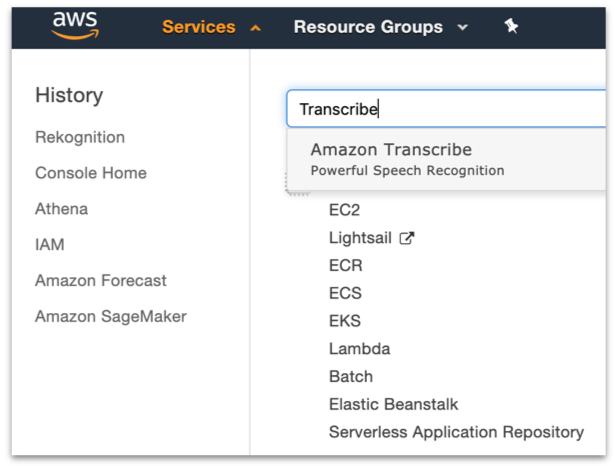 aws
Services
Resource Groups
History
Rekognition
Console Home
Athena
IAM
Amazon Forecast
Amazon SageMaker
Transcribe
Amazon Transcribe
Powerful Speech Recognition
EC2
Lightsail
ECR
ECS
EKS
Lambda
Batch
Elastic Beanstalk
Serverless Application Repository